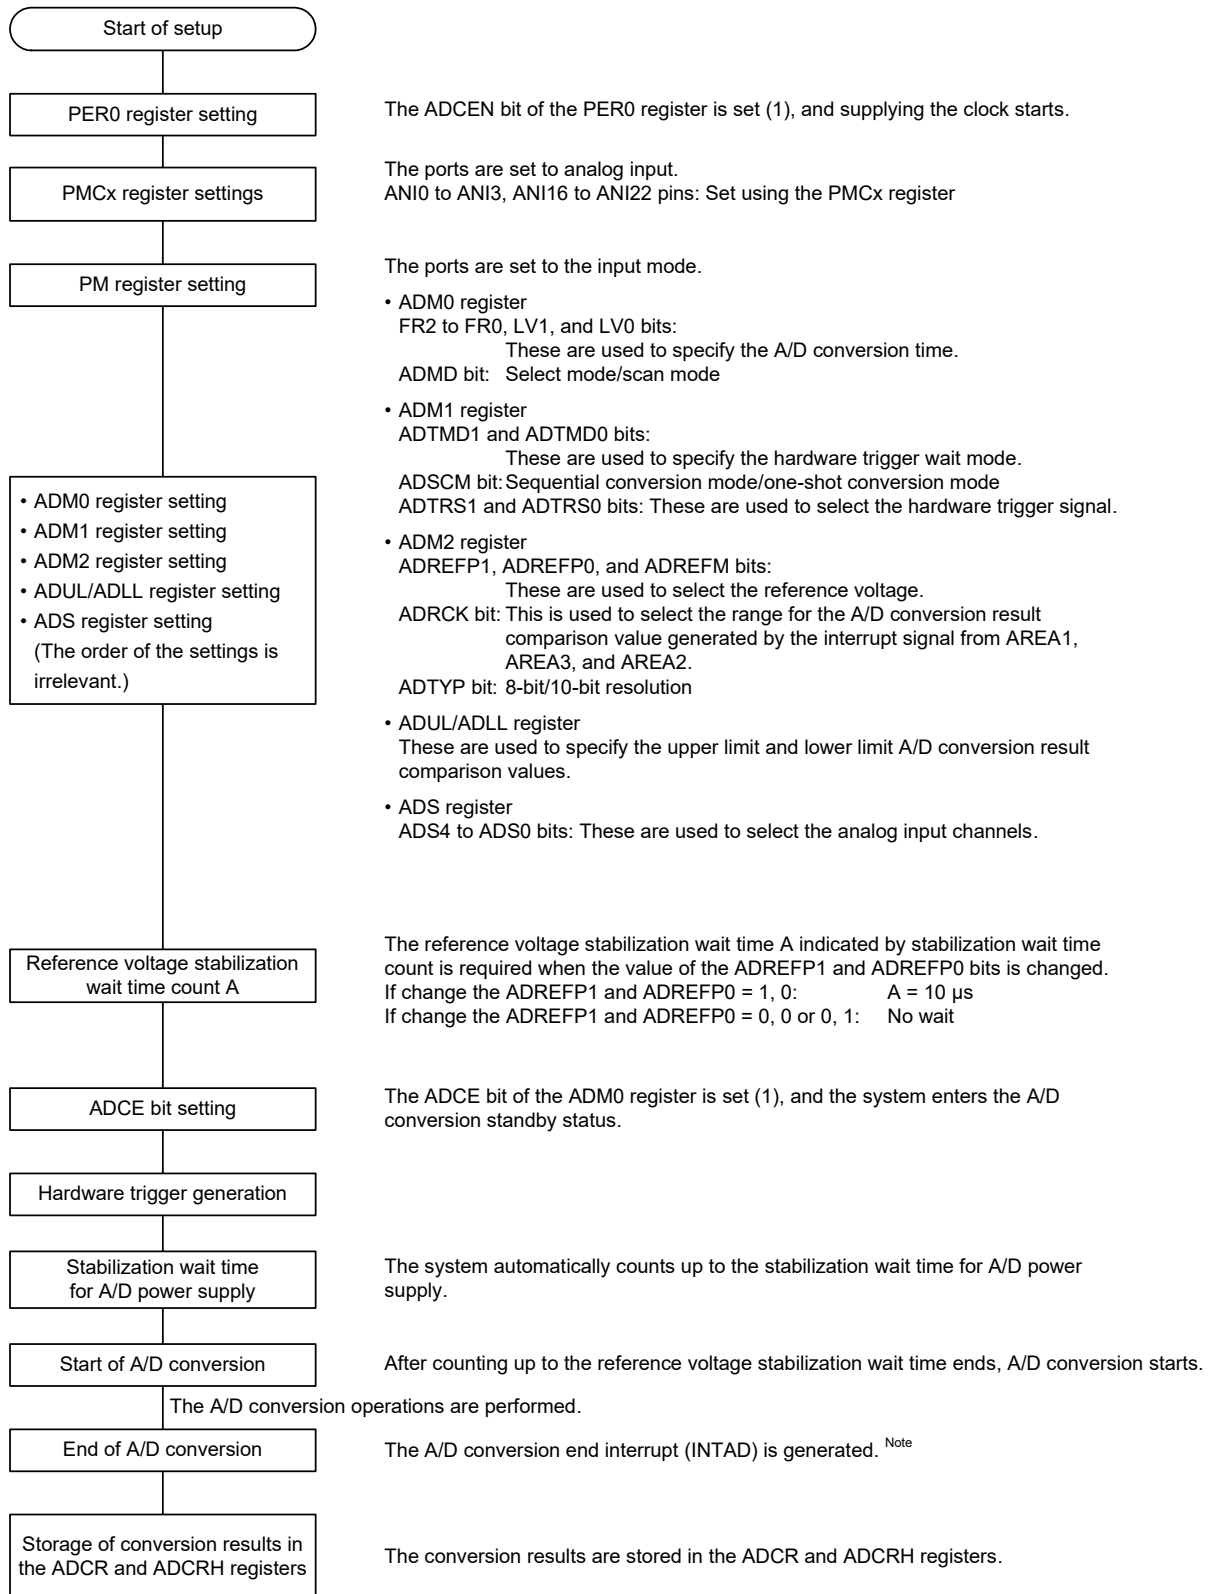 Start of setup
PER0 register setting
The ADCEN bit of the PER0 register is set (1), and supplying the clock starts.
PMCx register settings
The ports are set to analog input.
ANI0 to ANI3, ANI16 to ANI22 pins: Set using the PMCx register
PM register setting
The ports are set to the input mode.
• ADM0 register setting
• ADM1 register setting
• ADM2 register setting
• ADUL/ADLL register setting
• ADS register setting
(The order of the settings is
irrelevant.)
• ADM0 register
FR2 to FR0, LV1, and LV0 bits:
These are used to specify the A/D conversion time.
ADMD bit: Select mode/scan mode
• ADM1 register
ADTMD1 and ADTMD0 bits:
These are used to specify the hardware trigger wait mode.
ADSCM bit: Sequential conversion mode/one-shot conversion mode
ADTRS1 and ADTRS0 bits: These are used to select the hardware trigger signal.
• ADM2 register
ADREFP1, ADREFP0, and ADREFM bits:
These are used to select the reference voltage.
ADRCK bit: This is used to select the range for the A/D conversion result
comparison value generated by the interrupt signal from AREA1,
AREA3, and AREA2.
ADTYP bit: 8-bit/10-bit resolution
• ADUL/ADLL register
These are used to specify the upper limit and lower limit A/D conversion result
comparison values.
• ADS register
ADS4 to ADS0 bits: These are used to select the analog input channels.
Reference voltage stabilization
wait time count A
The reference voltage stabilization wait time A indicated by stabilization wait time
count is required when the value of the ADREFP1 and ADREFP0 bits is changed.
If change the ADREFP1 and ADREFP0 = 1, 0: A = 10 µs
If change the ADREFP1 and ADREFP0 = 0, 0 or 0, 1: No wait
ADCE bit setting
The ADCE bit of the ADM0 register is set (1), and the system enters the A/D
conversion standby status.
Hardware trigger generation
Stabilization wait time
for A/D power supply
The system automatically counts up to the stabilization wait time for A/D power
supply.
Start of A/D conversion
After counting up to the reference voltage stabilization wait time ends, A/D conversion starts.
The A/D conversion operations are performed.
End of A/D conversion
The A/D conversion end interrupt (INTAD) is generated. Note
Storage of conversion results in
the ADCR and ADCRH registers
The conversion results are stored in the ADCR and ADCRH registers.